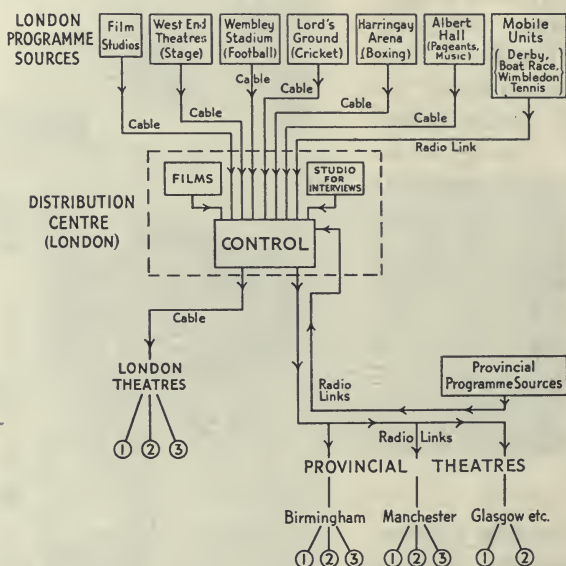 LONDON
PROGRAMME
SOURCES
Film
Studios
West End
Theatres
(Stage)
Wembley
Stadium
(Football)
Lord's
Ground
(Cricket)
Harringay
Arena
(Boxing)
Albert
Hall
(Pageants,
Music)
Mobile
Units
Derby,
Boat Race,
Wimbledon
Tennis
Cable
Cable
Cable
Cable
Cable
Cable
Radio Link
DISTRIBUTION
CENTRE
(LONDON)
FILMS
STUDIO
FOR
INTERVIEWS
CONTROL
Cable
LONDON
THEATRES
1 2 3
Radio
Links
Provincial
Programme Sources
Radio Links
PROVINCIAL THEATRES
Birmingham Manchester Glasgow etc.
1 2 3 1 2 3 1 2